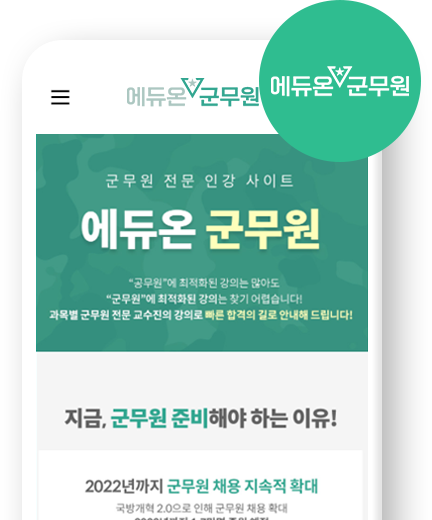 에듀온 군무원
에듀온 군무원
군무원 전문 인강 사이트
에듀온 군무원
“공무원”에 최적화된 강의는 많아도
“군무원”에 최적화된 강의는 찾기 어렵습니다!
과목별 군무원 전문 교수진의 강의로 빠른 합격의 길로 안내해 드립니다!
지금, 군무원 준비해야 하는 이유!
2022년까지 군무원 채용 지속적 확대
국방개혁 2.0으로 인해 군무원 채용 확대